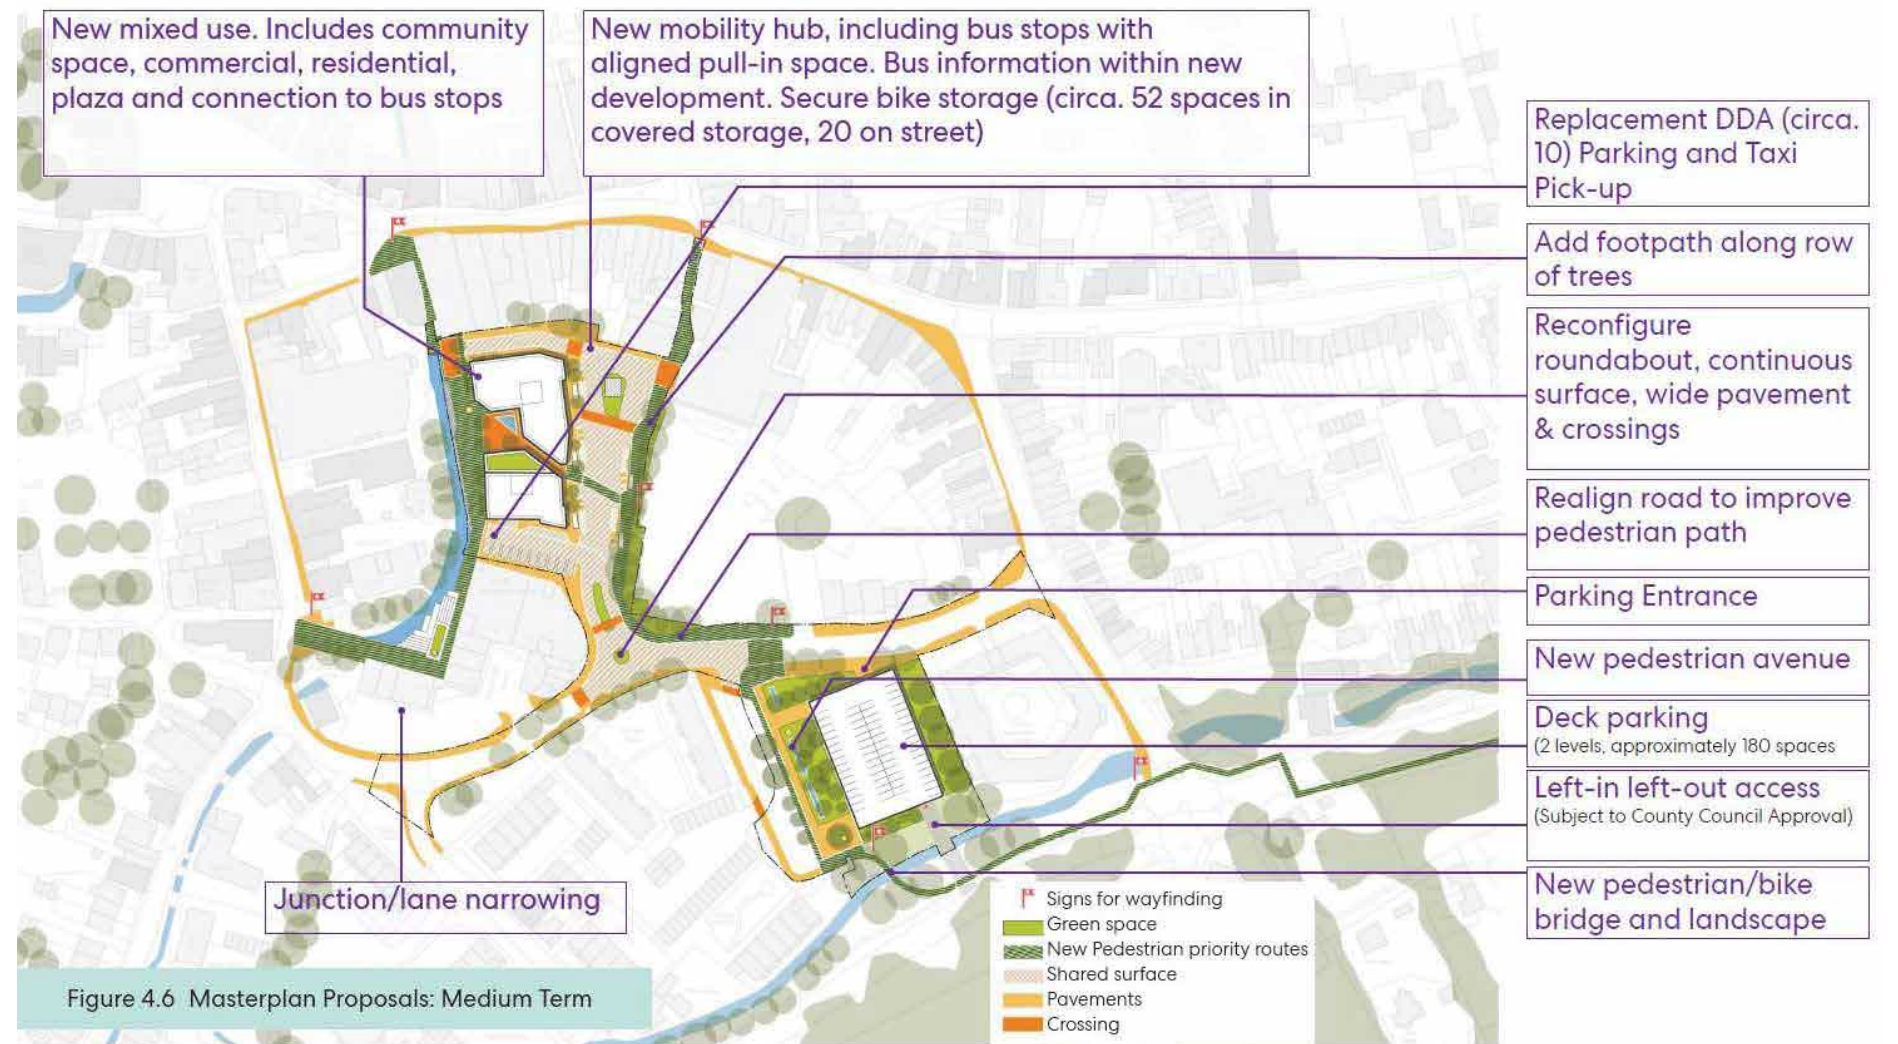 New mixed use. Includes community
space, commercial, residential,
plaza and connection to bus stops
New mobility hub, including bus stops with
aligned pull-in space. Bus information within new
development. Secure bike storage (circa. 52 spaces in
covered storage, 20 on street)
Replacement DDA (circa.
10) Parking and Taxi
Pick-up
Add footpath along row
of trees
Reconfigure
roundabout, continuous
surface, wide pavement
& crossings
Realign road to improve
pedestrian path
Parking Entrance
New pedestrian avenue
Deck parking
(2 levels, approximately 180 spaces
Left-in left-out access
(Subject to County Council Approval)
New pedestrian/bike
bridge and landscape
Junction/lane narrowing
Signs for wayfinding
Green space
New Pedestrian priority routes
Shared surface
Pavements
Crossing
Figure 4.6 Masterplan Proposals: Medium Term